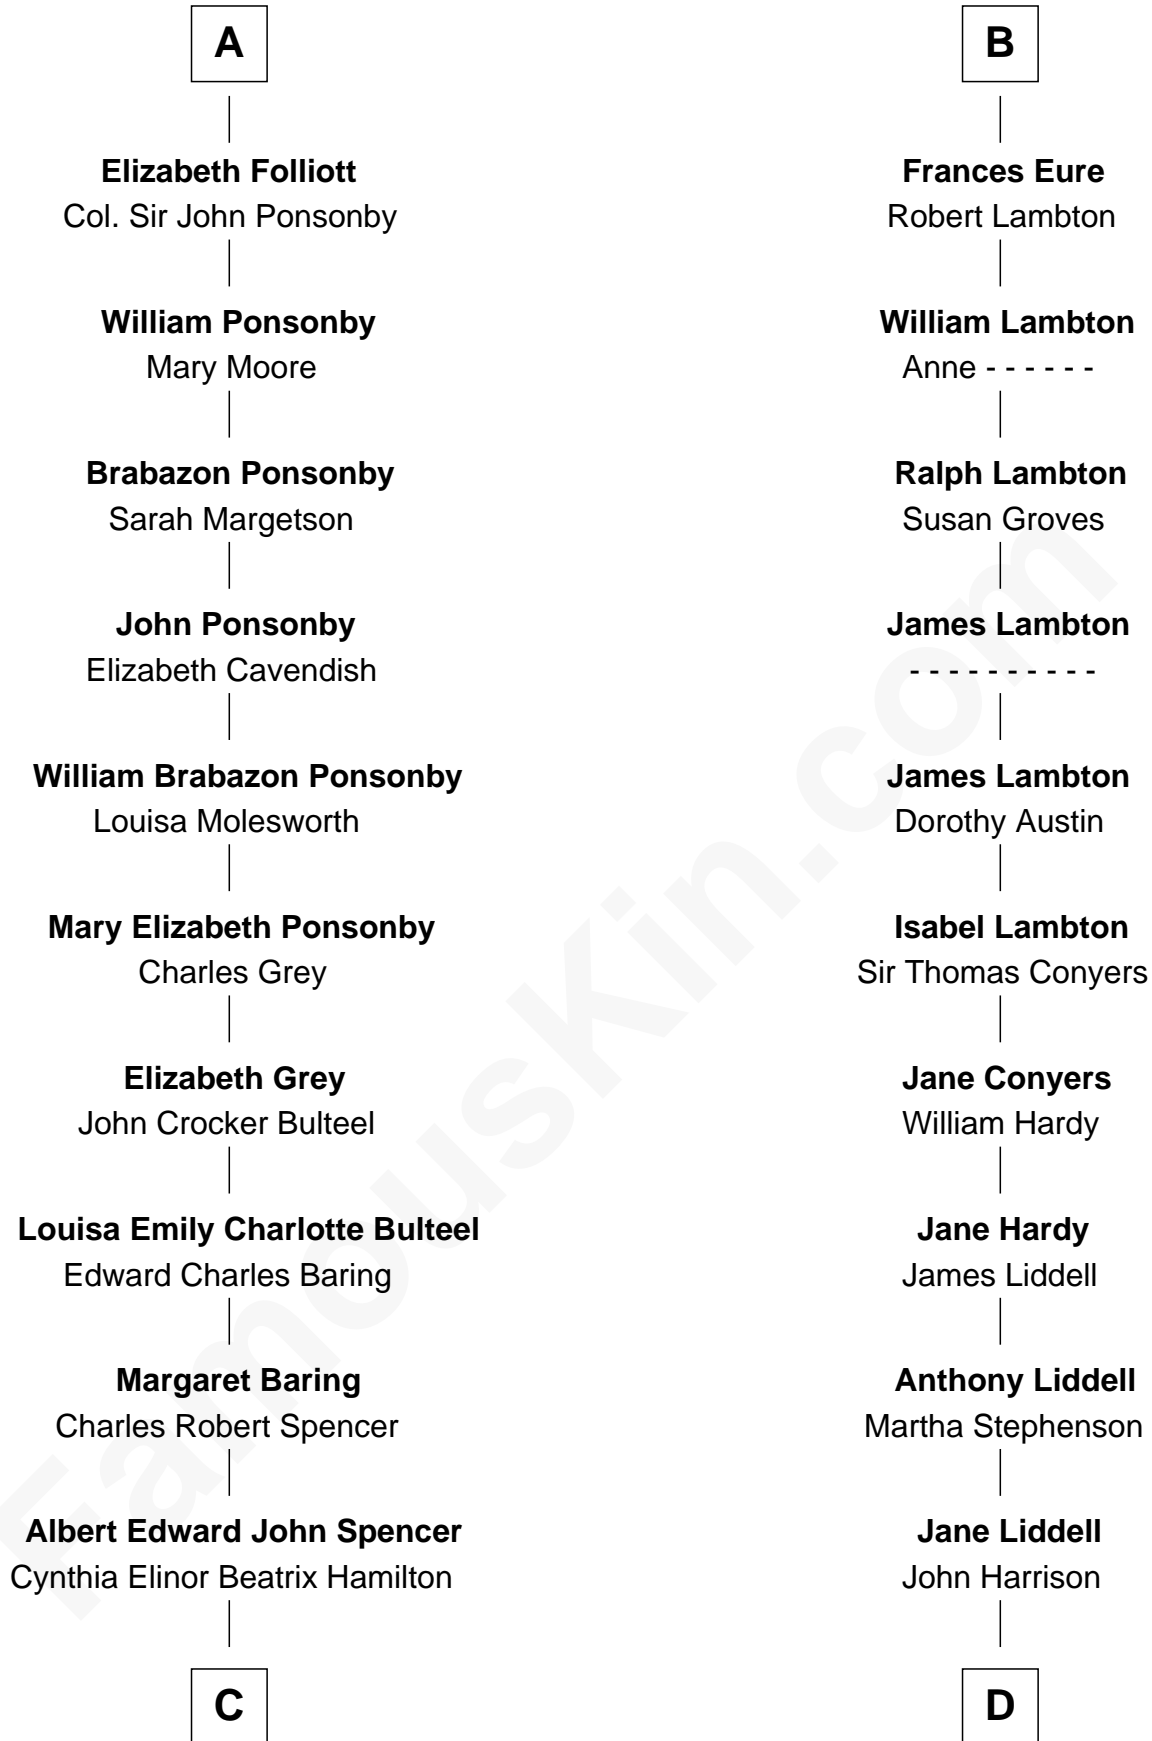 A
Elizabeth Folliott
Col. Sir John Ponsonby
William Ponsonby
Mary Moore
Brabazon Ponsonby
Sarah Margetson
John Ponsonby
Elizabeth Cavendish
William Brabazon Ponsonby
Louisa Molesworth
Mary Elizabeth Ponsonby
Charles Grey
Elizabeth Grey
John Crocker Bulteel
Louisa Emily Charlotte Bulteel
Edward Charles Baring
Margaret Baring
Charles Robert Spencer
Albert Edward John Spencer
Cynthia Elinor Beatrix Hamilton
C
B
Frances Eure
Robert Lambton
William Lambton
Anne - - - - - -
Ralph Lambton
Susan Groves
James Lambton
- - - - - - - - - -
James Lambton
Dorothy Austin
Isabel Lambton
Sir Thomas Conyers
Jane Conyers
William Hardy
Jane Hardy
James Liddell
Anthony Liddell
Martha Stephenson
Jane Liddell
John Harrison
D
FamousKin.com